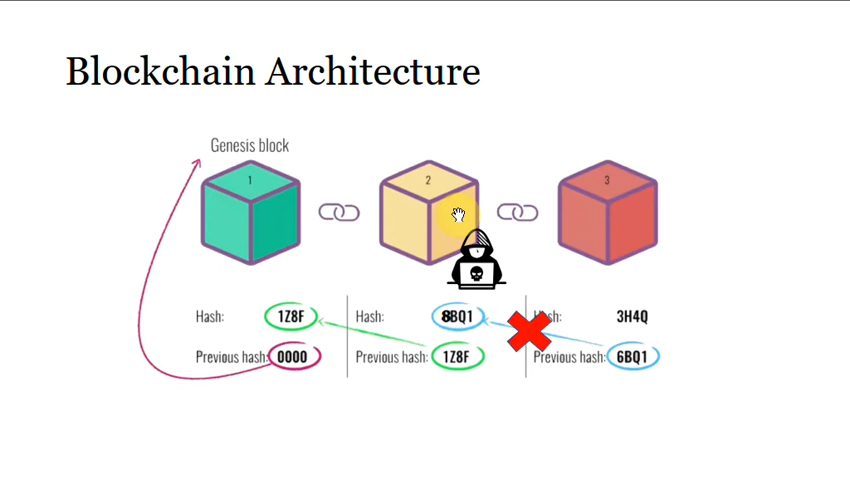 Blockchain Architecture
Genesis block
1
2
3
Hash: 1Z8F
Hash: 8BQ1
3H4Q
Previous hash: 0000
Previous hash: 1Z8F
Previous hash: 6BQ1